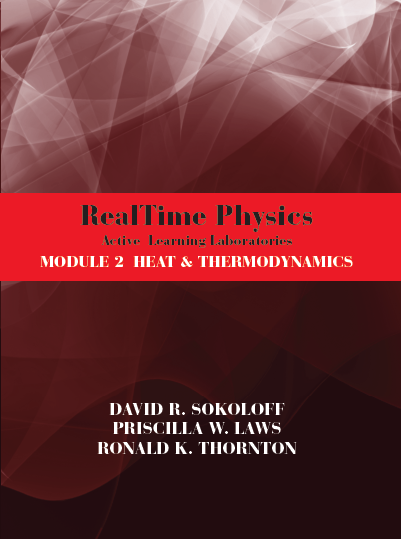 RealTime Physics
Active Learning Laboratories
MODULE 2 HEAT & THERMODYNAMICS
DAVID R. SOKOLOFF
PRISCILLA W. LAWS
RONALD K. THORNTON